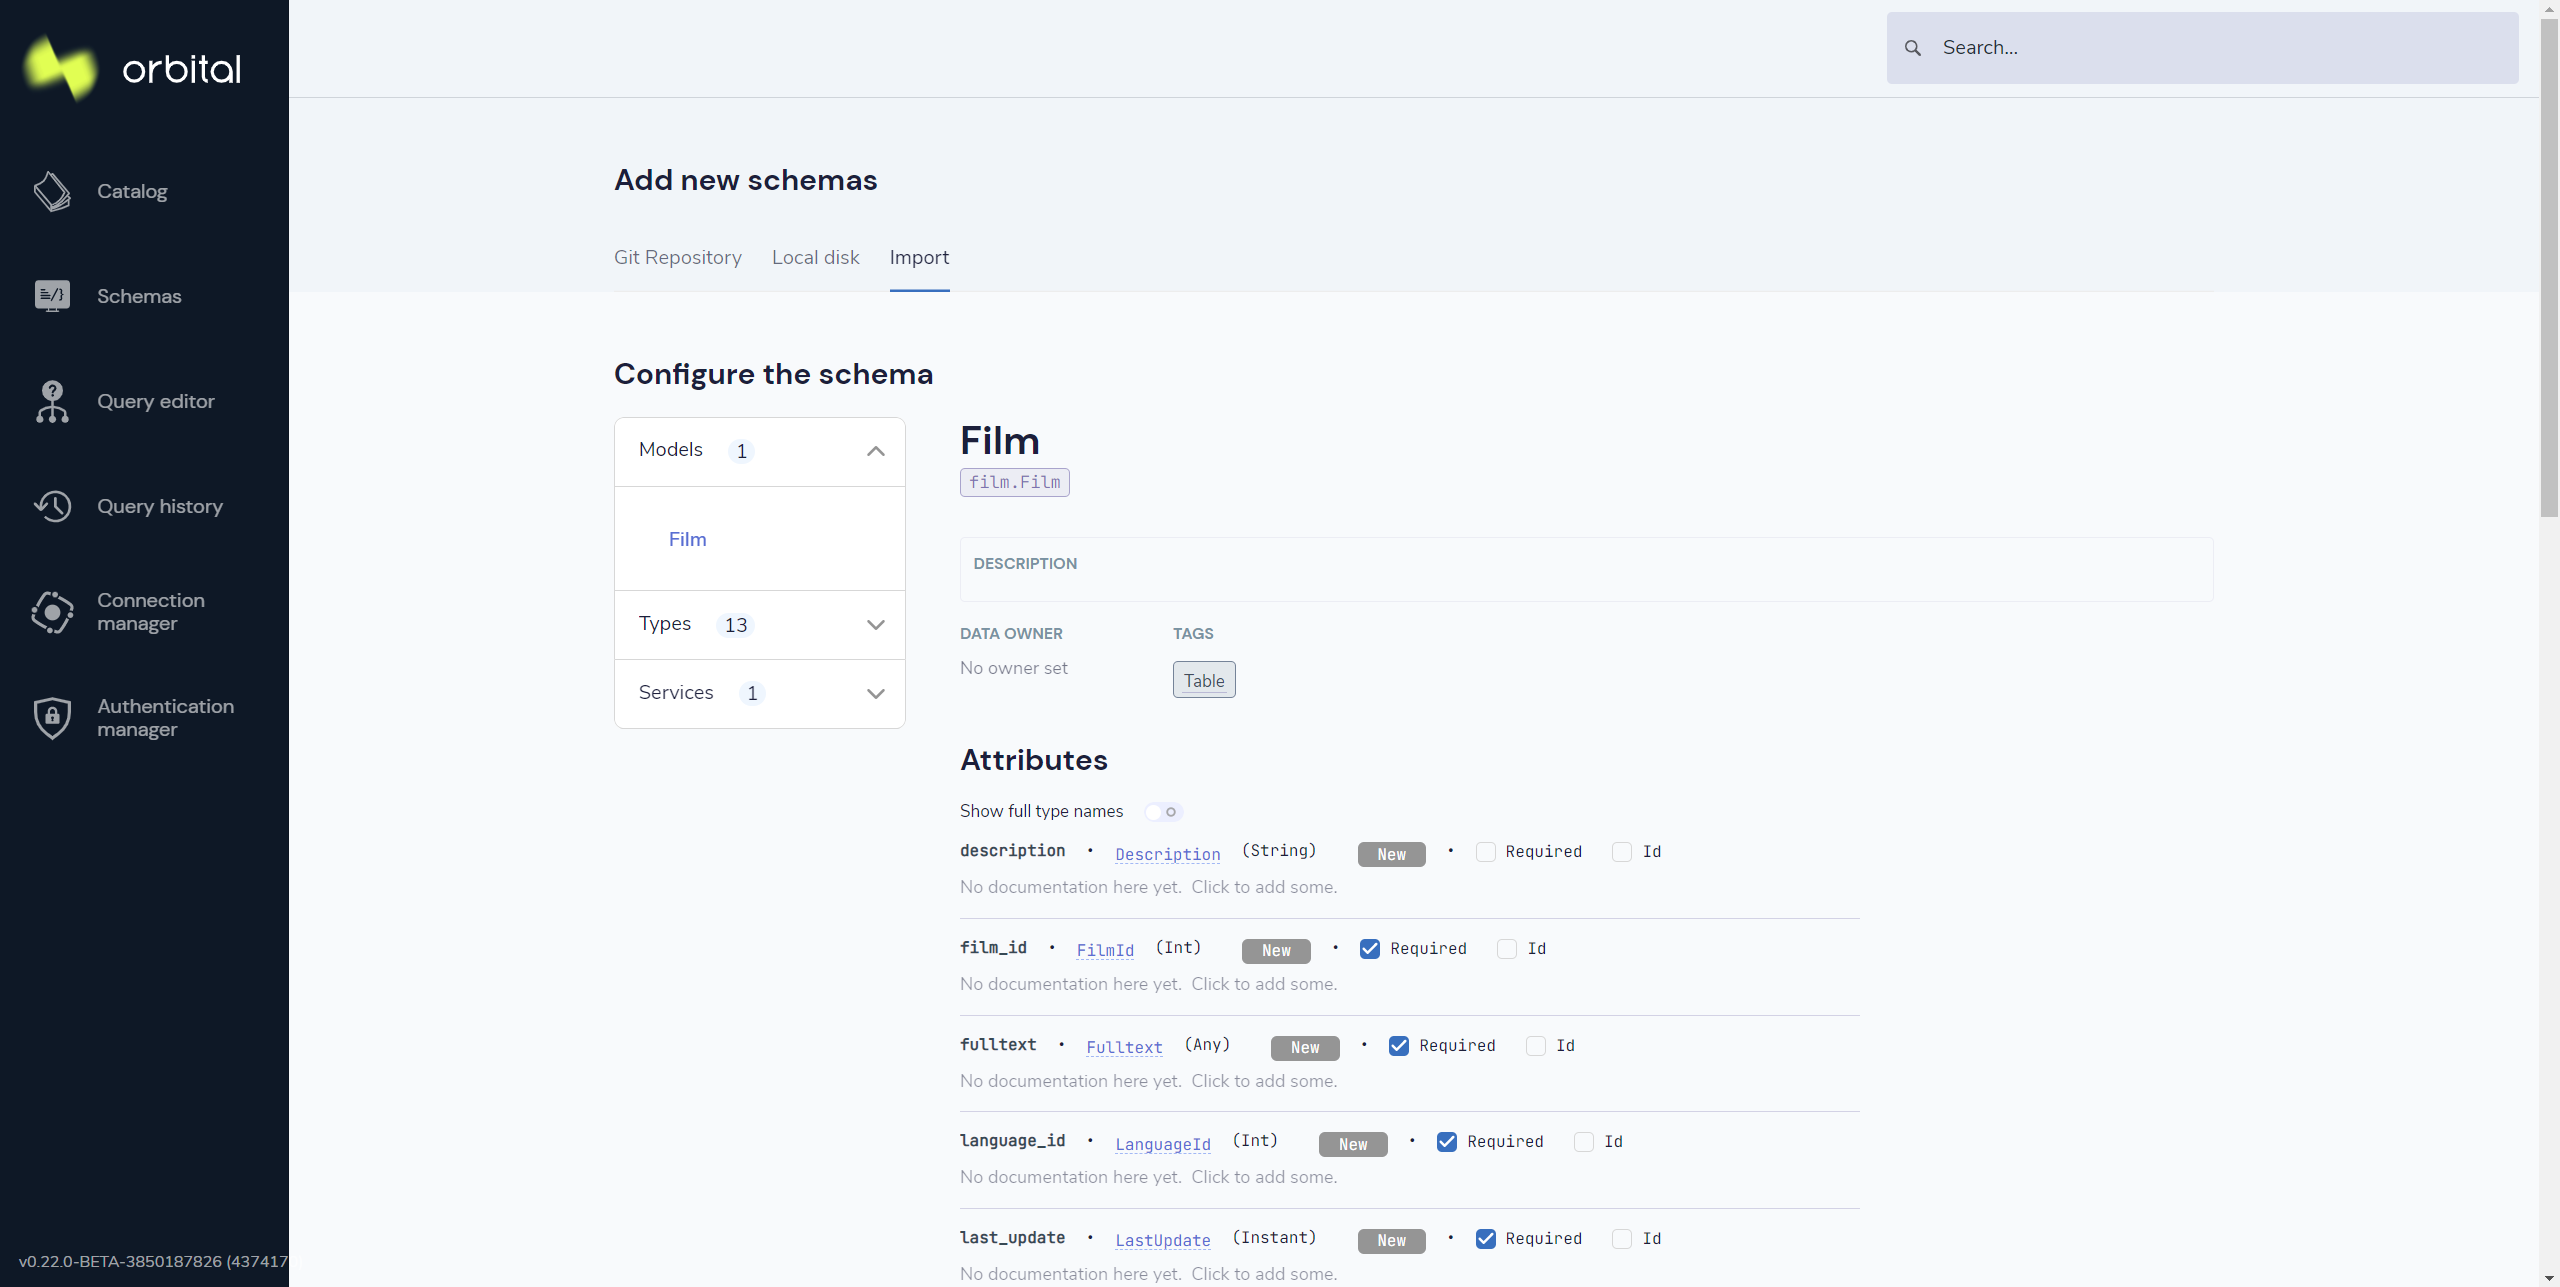 orbital
Search...
Catalog
Schemas
Query editor
Query history
Connection
manager
Authentication
manager
v0.22.0-BETA-3850187826 (437417
Add new schemas
Git Repository Local disk Import
Configure the schema
Models 1
Film
Types 13
Services 1
Film
film.Film
DESCRIPTION
DATA OWNER TAGS
No owner set Table
Attributes
Show full type names
description • Description (String) New • Required Id
No documentation here yet. Click to add some.
film_id • FilmId (Int) New • Required Id
No documentation here yet. Click to add some.
fulltext • Fulltext (Any) New • Required Id
No documentation here yet. Click to add some.
language_id • LanguageId (Int) New • Required Id
No documentation here yet. Click to add some.
last_update • LastUpdate (Instant) New • Required Id
No documentation here yet. Click to add some.